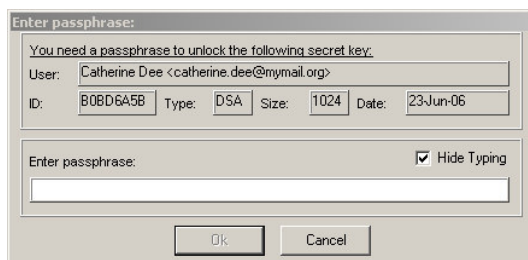 Enter passphrase:
You need a passphrase to unlock the following secret key:
User: Catherine Dee <catherine.dee@mymail.org>
ID: B0BD6A5B Type: DSA Size: 1024 Date: 23-Jun-06
Enter passphrase: Hide Typing
Ok Cancel